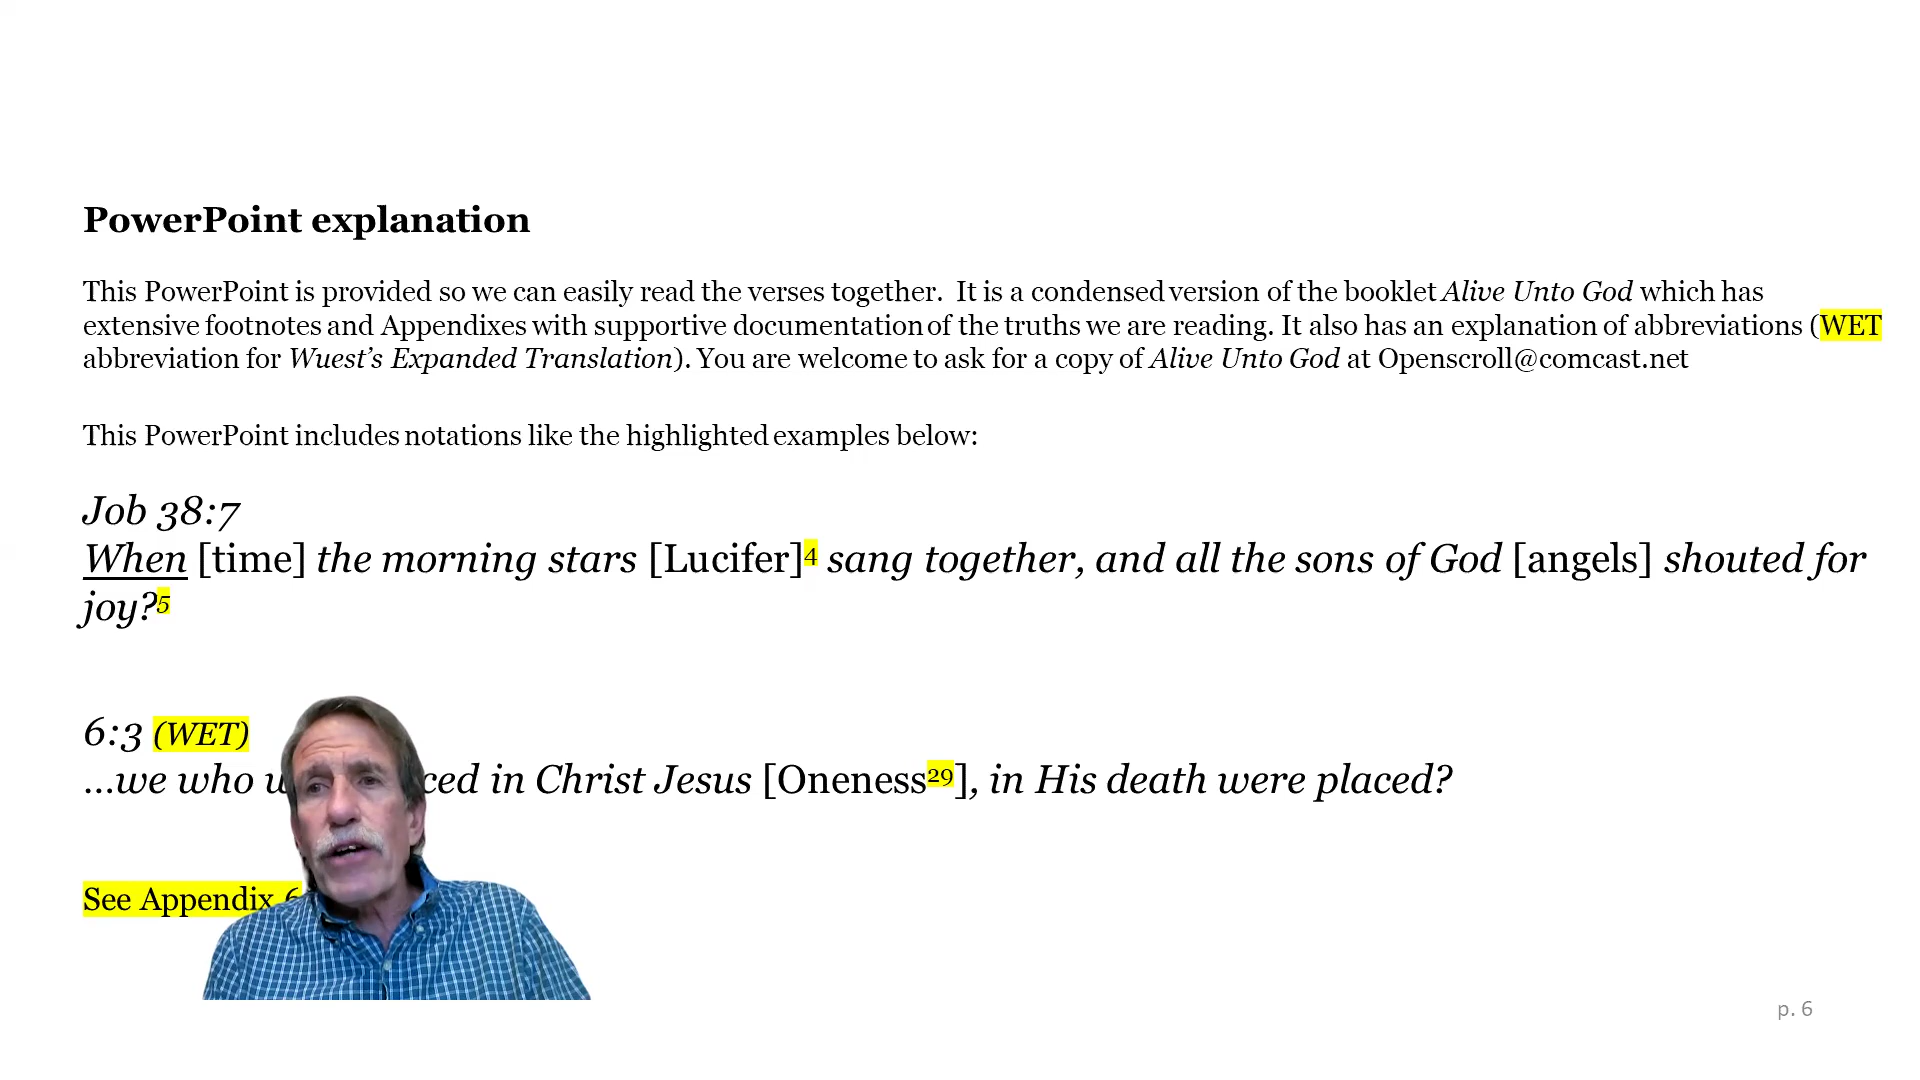 PowerPoint explanation
This PowerPoint is provided so we can easily read the verses together. It is a condensed version of the booklet Alive Unto God which has
extensive footnotes and Appendixes with supportive documentation of the truths we are reading. It also has an explanation of abbreviations (WET
abbreviation for Wuest’s Expanded Translation). You are welcome to ask for a copy of Alive Unto God at Openscroll@comcast.net
This PowerPoint includes notations like the highlighted examples below:
Job 38:7
When [time] the morning stars [Lucifer]4 sang together, and all the sons of God [angels] shouted for
joy?5
6:3 (WET)
...we who in Christ Jesus [Oneness29], in His death were placed?
See Appendix 6
p. 6